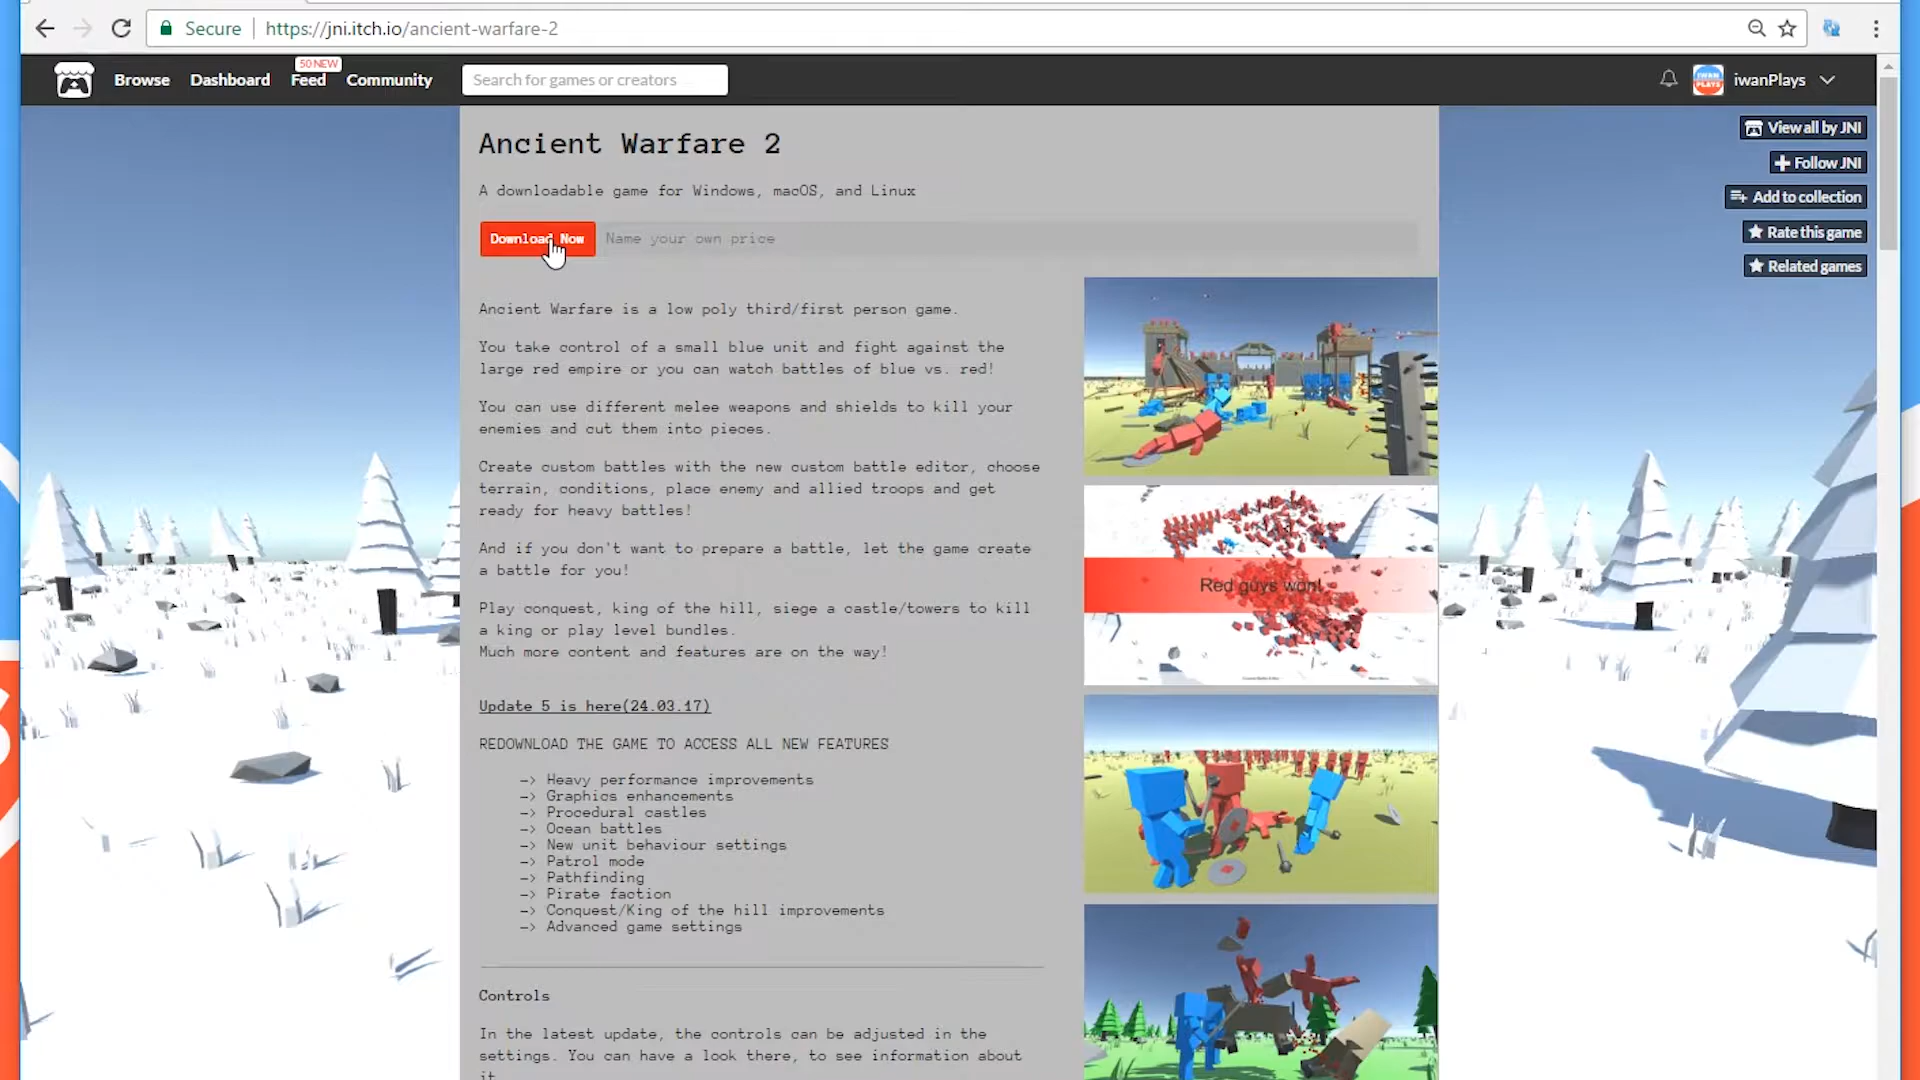 Secure https://jni.itch.io/ancient-warfare-2
50 NEW
Browse Dashboard Feed Community Search for games or creators iwanPlays
IWAN
PLAYS
View all by JNI
Follow JNI
Add to collection
Rate this game
Related games
Ancient Warfare 2
A downloadable game for Windows, macOS, and Linux
Download Now Name your own price
Ancient Warfare is a low poly third/first person game.
You take control of a small blue unit and fight against the
large red empire or you can watch battles of blue vs. red!
You can use different melee weapons and shields to kill your
enemies and cut them into pieces.
Create custom battles with the new custom battle editor, choose
terrain, conditions, place enemy and allied troops and get
ready for heavy battles!
And if you don't want to prepare a battle, let the game create
a battle for you!
Play conquest, king of the hill, siege a castle/towers to kill
a king or play level bundles.
Much more content and features are on the way!
Red guys won!
Update 5 is here(24.03.17)
REDOWNLOAD THE GAME TO ACCESS ALL NEW FEATURES
-> Heavy performance improvements
-> Graphics enhancements
-> Procedural castles
-> Ocean battles
-> New unit behaviour settings
-> Patrol mode
-> Pathfinding
-> Pirate faction
-> Conquest/King of the hill improvements
-> Advanced game settings
Controls
In the latest update, the controls can be adjusted in the
settings. You can have a look there, to see information about
it.